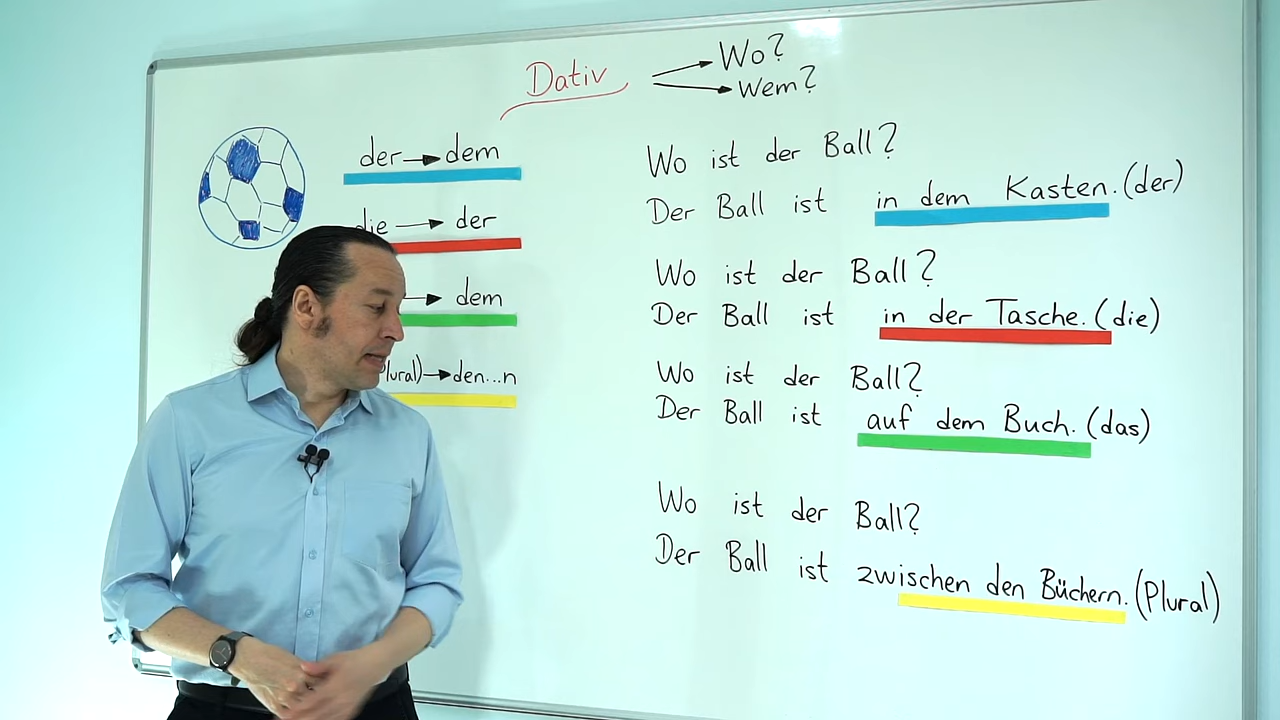 Dativ → Wo?
→ Wem?
der → dem
die → der
→ dem
Plural) → den...n
Wo ist der Ball?
Der Ball ist in dem Kasten. (der)
Wo ist der Ball?
Der Ball ist in der Tasche. (die)
Wo ist der Ball?
Der Ball ist auf dem Buch. (das)
Wo ist der Ball?
Der Ball ist zwischen den Büchern. (Plural)